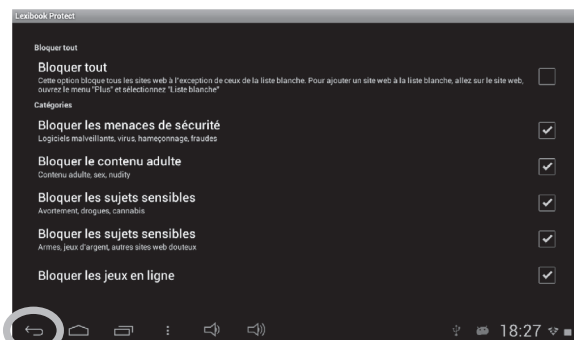 Lexibook Protect
Bloquer tout
Bloquer tout
Cette option bloque tous les sites web à l'exception de ceux de la liste blanche. Pour ajouter un site web à la liste blanche, allez sur le site web,
ouvrez le menu "Plus" et sélectionnez "Liste blanche"
Catégories
Bloquer les menaces de sécurité
Logiciels malveillants, virus, hameçonnage, fraudes
Bloquer le contenu adulte
Contenu adulte, sex, nudity
Bloquer les sujets sensibles
Avortement, drogues, cannabis
Bloquer les sujets sensibles
Armes, jeux d'argent, autres sites web douteux
Bloquer les jeux en ligne
18:27